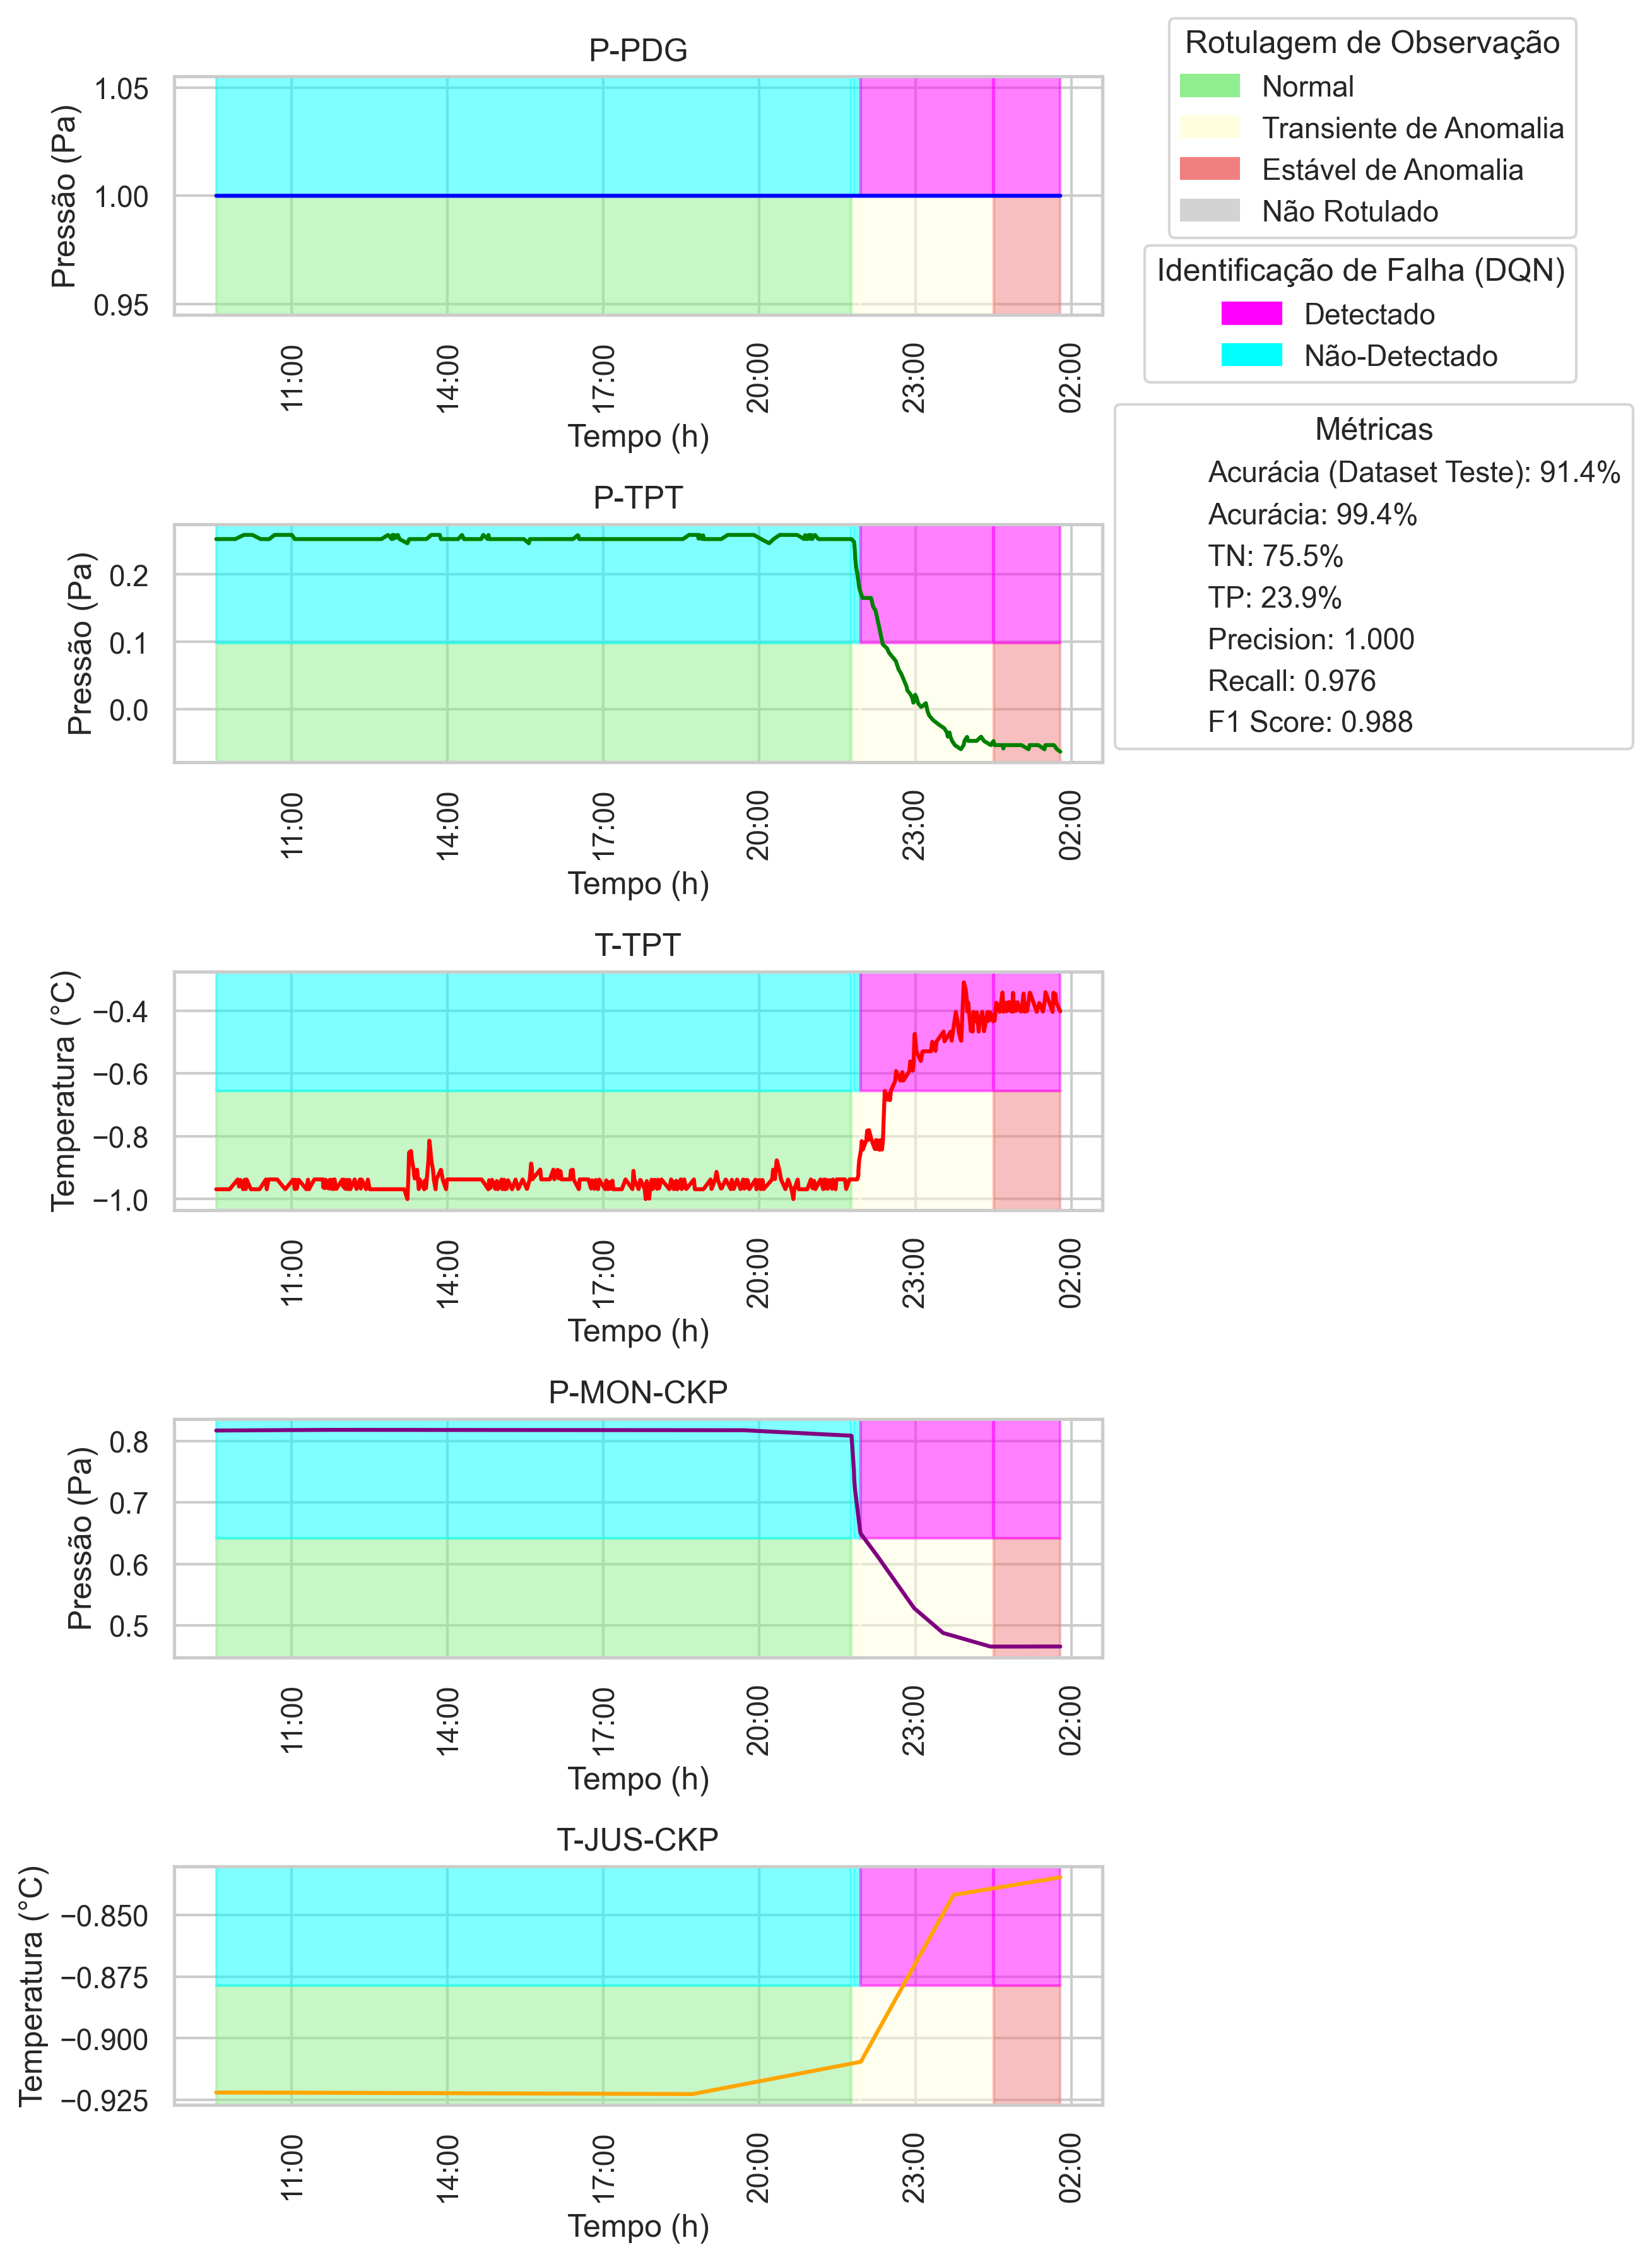 P-PDG
Pressão (Pa)
1.05
1.00
0.95
11:00
14:00
17:00
20:00
23:00
02:00
Tempo (h)
Rotulagem de Observação
Normal
Transiente de Anomalia
Estável de Anomalia
Não Rotulado
Identificação de Falha (DQN)
Detectado
Não-Detectado
Métricas
Acurácia (Dataset Teste): 91.4%
Acurácia: 99.4%
TN: 75.5%
TP: 23.9%
Precision: 1.000
Recall: 0.976
F1 Score: 0.988
P-TPT
Pressão (Pa)
0.2
0.1
0.0
11:00
14:00
17:00
20:00
23:00
02:00
Tempo (h)
T-TPT
Temperatura (°C)
−0.4
−0.6
−0.8
−1.0
11:00
14:00
17:00
20:00
23:00
02:00
Tempo (h)
P-MON-CKP
Pressão (Pa)
0.8
0.7
0.6
0.5
11:00
14:00
17:00
20:00
23:00
02:00
Tempo (h)
T-JUS-CKP
Temperatura (°C)
−0.850
−0.875
−0.900
−0.925
11:00
14:00
17:00
20:00
23:00
02:00
Tempo (h)